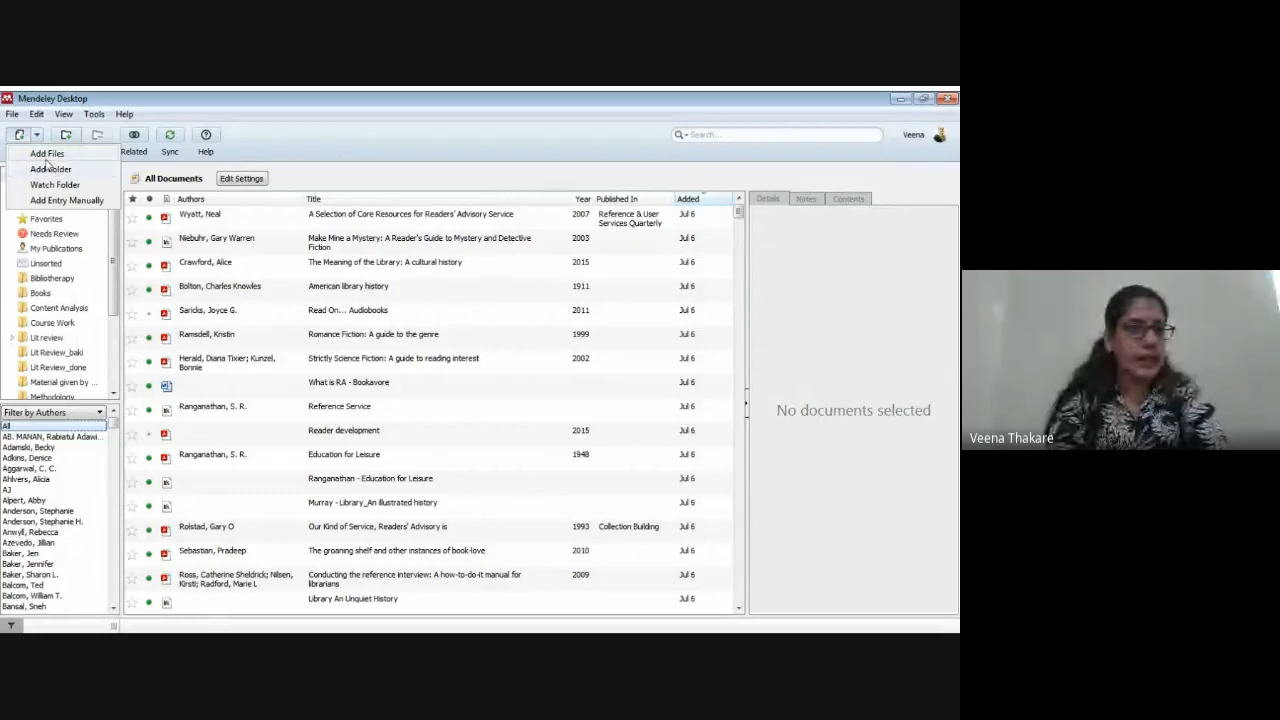 Mendeley Desktop
File Edit View Tools Help
Related Sync Help
Search...
Veena
Add Files
Add Folder
Watch Folder
Add Entry Manually
Favorites
Needs Review
My Publications
Unsorted
Bibliotherapy
Books
Content Analysis
Course Work
Lit review
Lit Review_baki
Lit Review_done
Material given by ...
Methodology
Filter by Authors
All
AB. MANAN, Rabiatul Adawi...
Adamski, Becky
Adkins, Denice
Aggarwal, C. C.
Ahlvers, Alicia
AJ
Alpert, Abby
Anderson, Stephanie
Anderson, Stephanie H.
Anwyll, Rebecca
Azevedo, Jillian
Baker, Jen
Baker, Jennifer
Baker, Sharon L.
Balcom, Ted
Balcom, William T.
Bansal, Sneh
All Documents Edit Settings
Authors Title Year Published In Added
Wyatt, Neal A Selection of Core Resources for Readers' Advisory Service 2007 Reference & User Jul 6
Services Quarterly
Niebuhr, Gary Warren Make Mine a Mystery: A Reader's Guide to Mystery and Detective 2003 Jul 6
Fiction
Crawford, Alice The Meaning of the Library: A cultural history 2015 Jul 6
Bolton, Charles Knowles American library history 1911 Jul 6
Saricks, Joyce G. Read On... Audiobooks 2011 Jul 6
Ramsdell, Kristin Romance Fiction: A guide to the genre 1999 Jul 6
Herald, Diana Tixier; Kunzel, Strictly Science Fiction: A guide to reading interest 2002 Jul 6
Bonnie
What is RA - Bookavore Jul 6
Ranganathan, S. R. Reference Service Jul 6
Reader development 2015 Jul 6
Ranganathan, S. R. Education for Leisure 1948 Jul 6
Ranganathan - Education for Leisure Jul 6
Murray - Library_An illustrated history Jul 6
Rolstad, Gary O Our Kind of Service, Readers' Advisory is 1993 Collection Building Jul 6
Sebastian, Pradeep The groaning shelf and other instances of book-love 2010 Jul 6
Ross, Catherine Sheldrick; Nilsen, Conducting the reference interview: A how-to-do-it manual for 2009 Jul 6
Kirsti; Radford, Marie L librarians
Library An Unquiet History Jul 6
Details Notes Contents
No documents selected
Veena Thakare